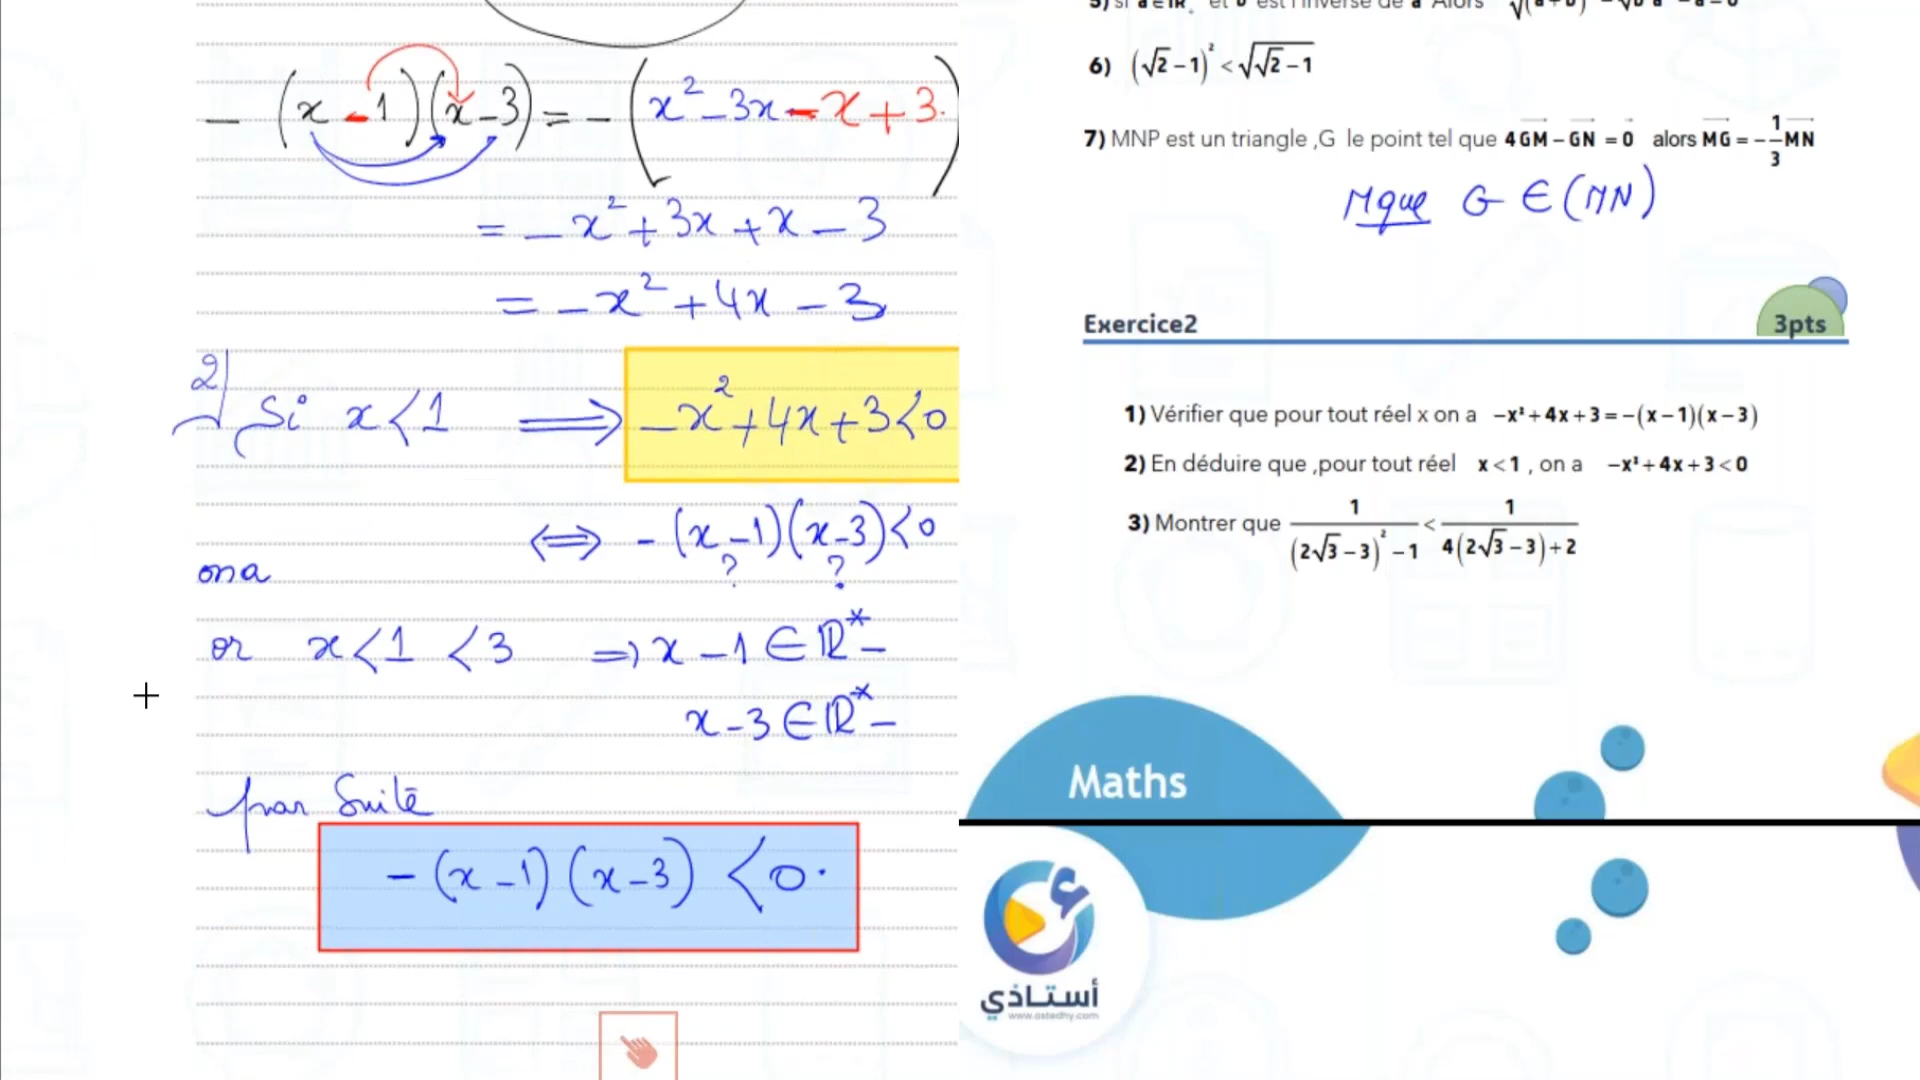 - (x - 1)(x - 3) = - (x² - 3x - x + 3.)
= - x² + 3x + x - 3
= - x² + 4x - 3
2) Si x < 1 ⟹ - x² + 4x + 3 < 0
⟺ - (x - 1)(x - 3) < 0
? ?
on a
or x < 1 < 3 ⟹ x - 1 ∈ ℝ*-
x - 3 ∈ ℝ*-
par Suite
- (x - 1)(x - 3) < 0.
6) (√2 - 1)² < √(√2 - 1)
7) MNP est un triangle ,G le point tel que 4GM - GN = 0 alors MG = - 1/3 MN
Mque G ∈ (MN)
Exercice2 3pts
1) Vérifier que pour tout réel x on a -x² + 4x + 3 = -(x - 1)(x - 3)
2) En déduire que ,pour tout réel x < 1 , on a -x² + 4x + 3 < 0
3) Montrer que 1/((2√3 - 3)² - 1) < 1/(4(2√3 - 3) + 2)
Maths
أستاذي
www.ostedhy.com